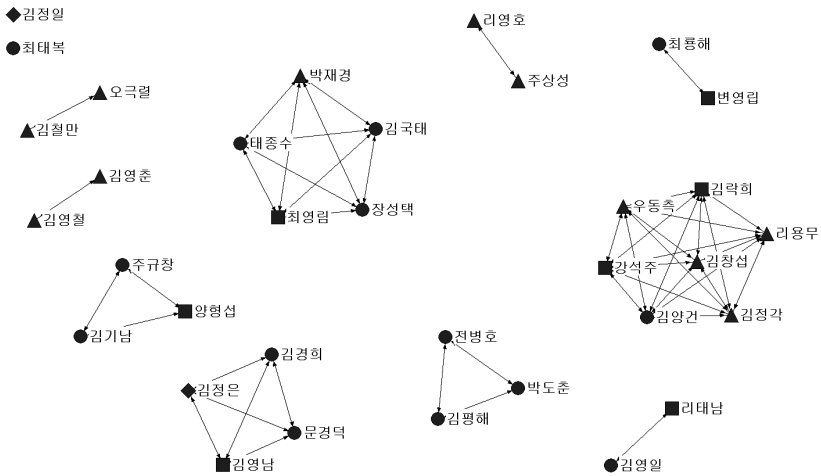 김정일
최태복
오극렬
김철만
김영춘
김영철
박재경
김국태
태종수
최영림
장성택
리영호
주상성
최룡해
변영립
김락희
우동측
리용무
강석주
김창섭
김양건
김정각
주규창
양형섭
김기남
김경희
김정은
문경덕
김영남
전병호
박도춘
김평해
리태남
김영일